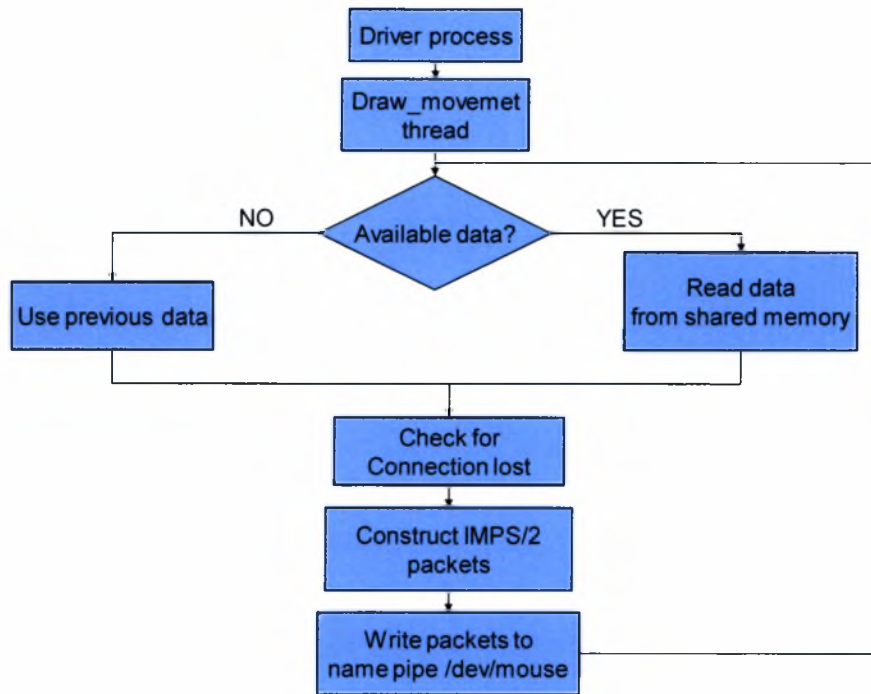 Driver process
Draw_movemet
thread
NO
Available data?
YES
Use previous data
Read data
from shared memory
Check for
Connection lost
Construct IMPS/2
packets
Write packets to
name pipe /dev/mouse